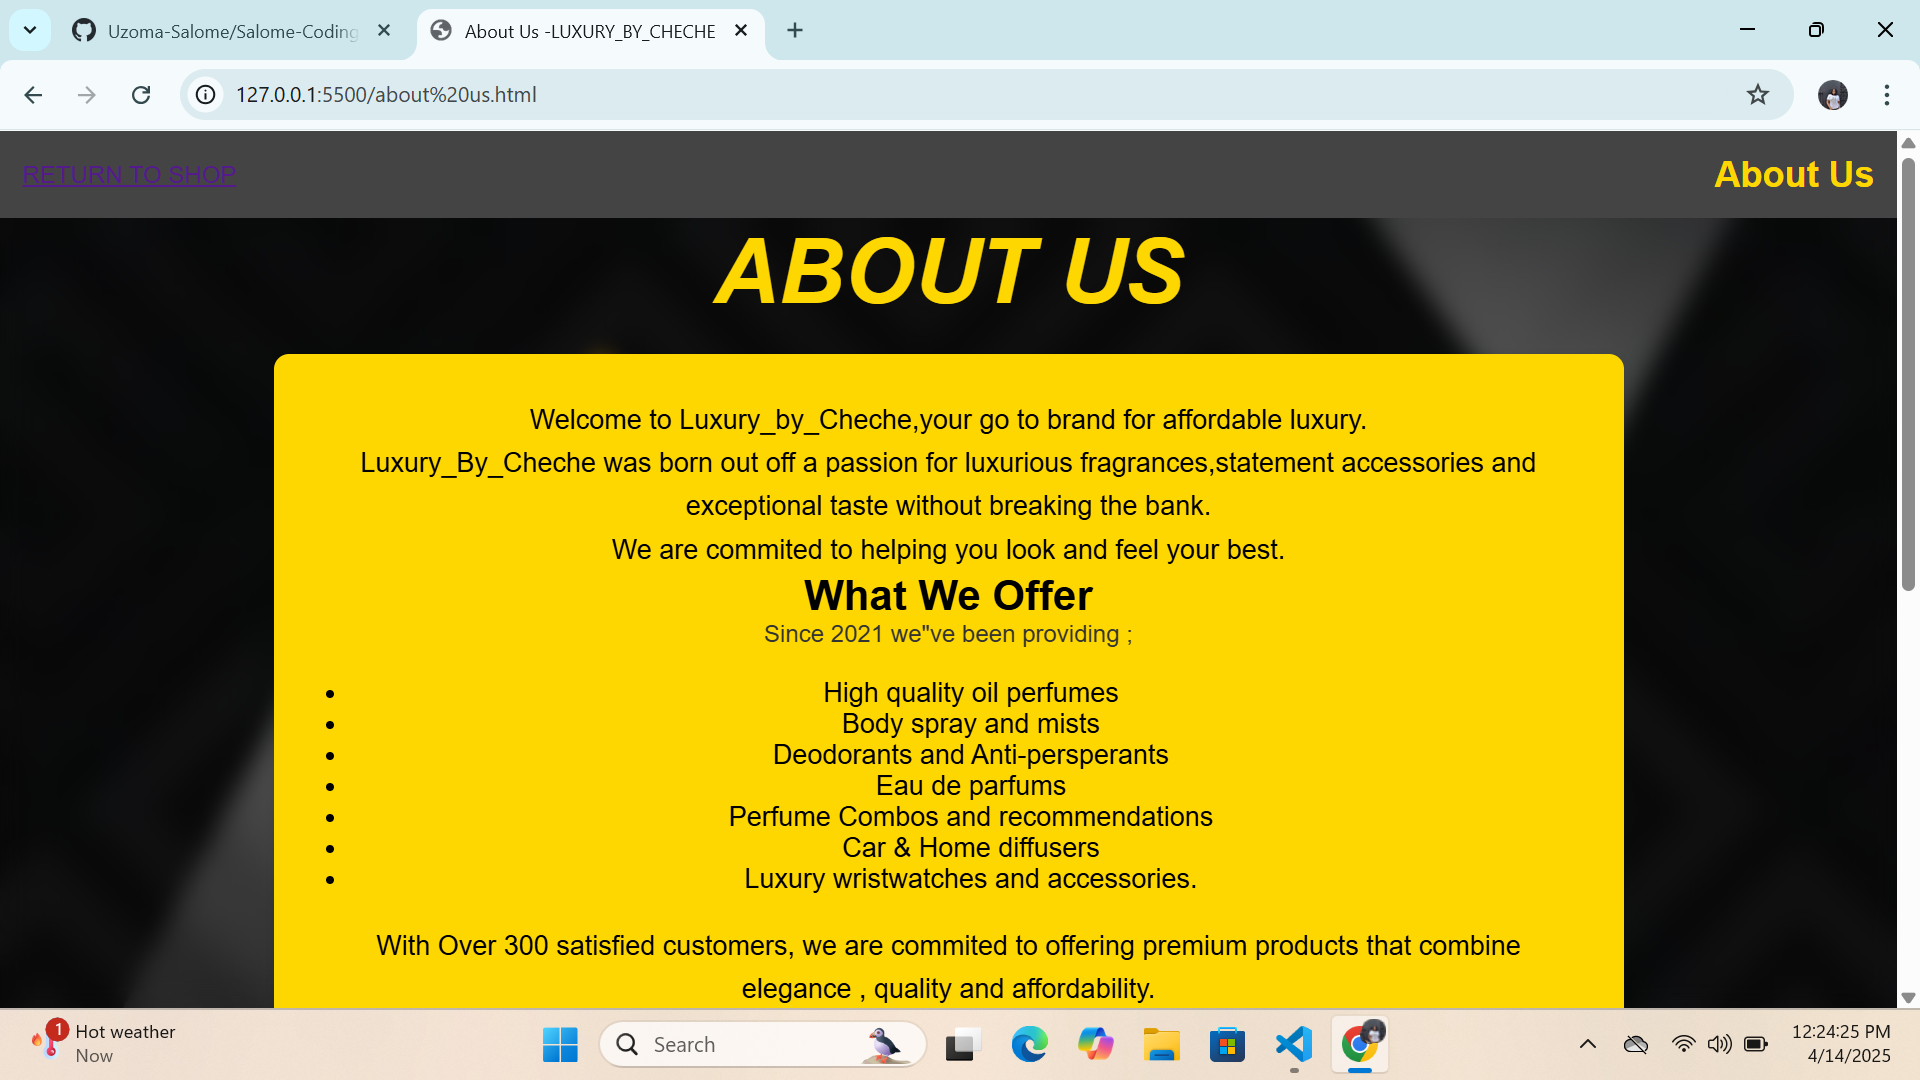 Uzoma-Salome/Salome-Coding
About Us -LUXURY_BY_CHECHE
127.0.0.1:5500/about%20us.html
RETURN TO SHOP
About Us
ABOUT US
Welcome to Luxury_by_Cheche,your go to brand for affordable luxury.
Luxury_By_Cheche was born out off a passion for luxurious fragrances,statement accessories and
exceptional taste without breaking the bank.
We are commited to helping you look and feel your best.
What We Offer
Since 2021 we"ve been providing ;
High quality oil perfumes
Body spray and mists
Deodorants and Anti-persperants
Eau de parfums
Perfume Combos and recommendations
Car & Home diffusers
Luxury wristwatches and accessories.
With Over 300 satisfied customers, we are commited to offering premium products that combine
elegance , quality and affordability.
1
Hot weather
Now
Search
12:24:25 PM
4/14/2025